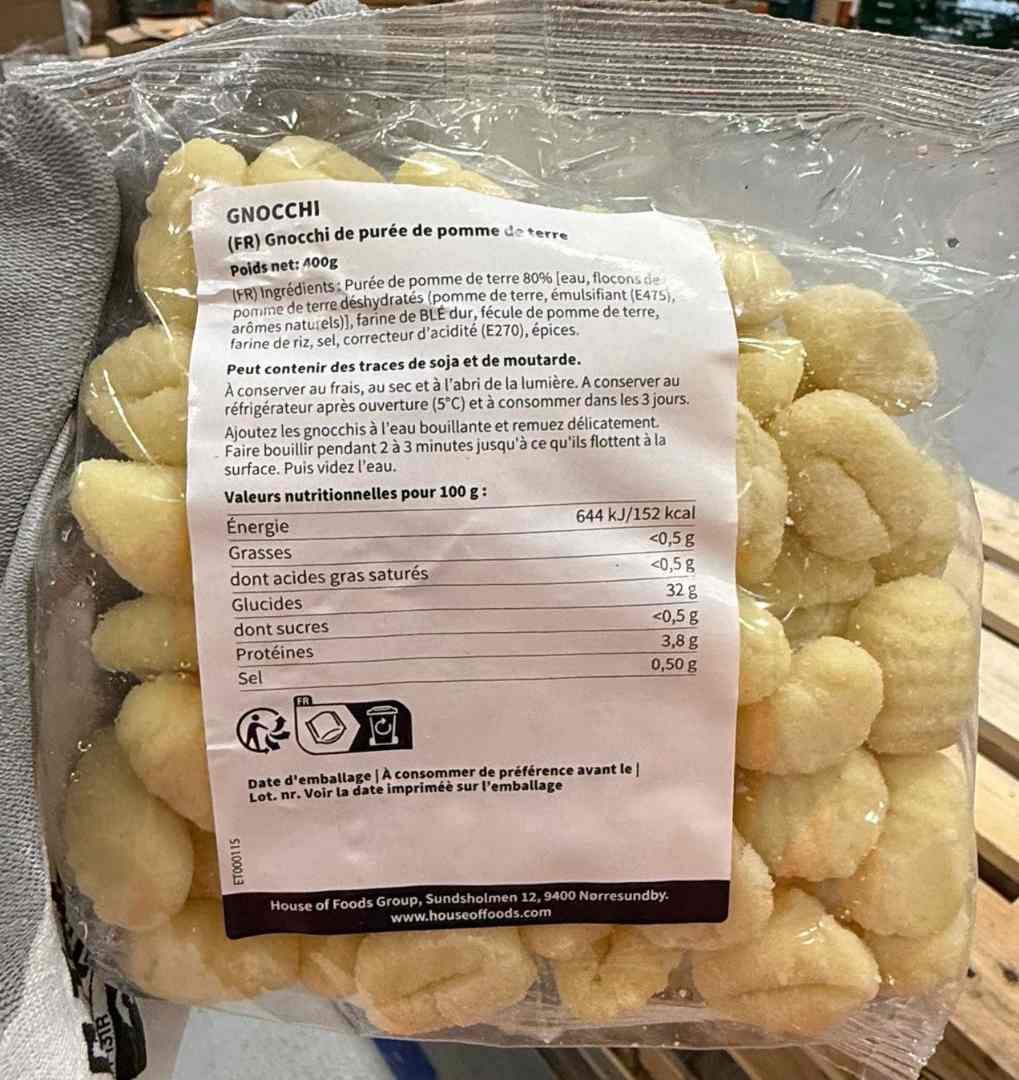 GNOCCHI
(FR) Gnocchi de purée de pomme de terre
Poids net: 400g
(FR) Ingrédients : Purée de pomme de terre 80% [eau, flocons de
pomme de terre déshydratés (pomme de terre, émulsifiant (E475),
arômes naturels)], farine de BLÉ dur, fécule de pomme de terre,
farine de riz, sel, correcteur d'acidité (E270), épices.
Peut contenir des traces de soja et de moutarde.
À conserver au frais, au sec et à l'abri de la lumière. A conserver au
réfrigérateur après ouverture (5°C) et à consommer dans les 3 jours.
Ajoutez les gnocchis à l'eau bouillante et remuez délicatement.
Faire bouillir pendant 2 à 3 minutes jusqu'à ce qu'ils flottent à la
surface. Puis videz l'eau.
Valeurs nutritionnelles pour 100 g :
Énergie 644 kJ/152 kcal
Grasses <0,5 g
dont acides gras saturés <0,5 g
Glucides 32 g
dont sucres <0,5 g
Protéines 3,8 g
Sel 0,50 g
FR
Date d'emballage | À consommer de préférence avant le |
Lot. nr. Voir la date impriméè sur l'emballage
ET000115
House of Foods Group, Sundsholmen 12, 9400 Nørresundby.
www.houseoffoods.com